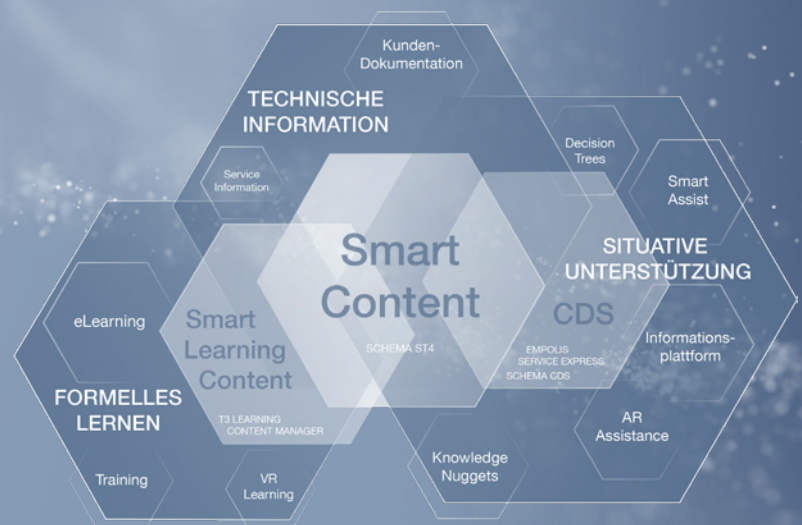 Kunden-
Dokumentation
TECHNISCHE
INFORMATION
Decision
Trees
Service
Information
Smart
Assist
Smart
Content
SCHEMA ST4
SITUATIVE
UNTERSTÜTZUNG
CDS
EMPOLIS
SERVICE EXPRESS
SCHEMA CDS
eLearning
Smart
Learning
Content
T3 LEARNING
CONTENT MANAGER
Informations-
plattform
FORMELLES
LERNEN
AR
Assistance
Knowledge
Nuggets
Training
VR
Learning